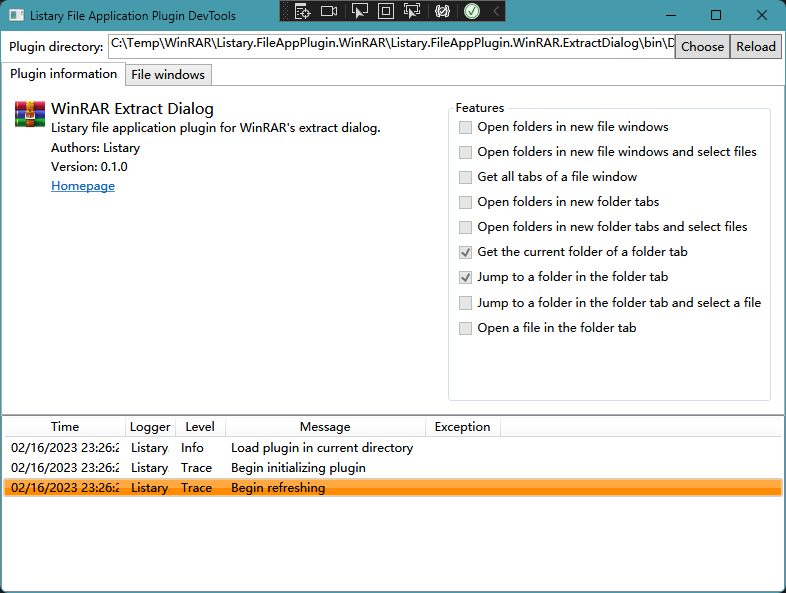 Listary File Application Plugin DevTools
Plugin directory: C:\Temp\WinRAR\Listary.FileAppPlugin.WinRAR\Listary.FileAppPlugin.WinRAR.ExtractDialog\bin\D Choose Reload
Plugin information File windows
WinRAR Extract Dialog
Listary file application plugin for WinRAR's extract dialog.
Authors: Listary
Version: 0.1.0
Homepage
Features
Open folders in new file windows
Open folders in new file windows and select files
Get all tabs of a file window
Open folders in new folder tabs
Open folders in new folder tabs and select files
Get the current folder of a folder tab
Jump to a folder in the folder tab
Jump to a folder in the folder tab and select a file
Open a file in the folder tab
Time Logger Level Message Exception
02/16/2023 23:26:2 Listary. Info Load plugin in current directory
02/16/2023 23:26:2 Listary. Trace Begin initializing plugin
02/16/2023 23:26:2 Listary. Trace Begin refreshing